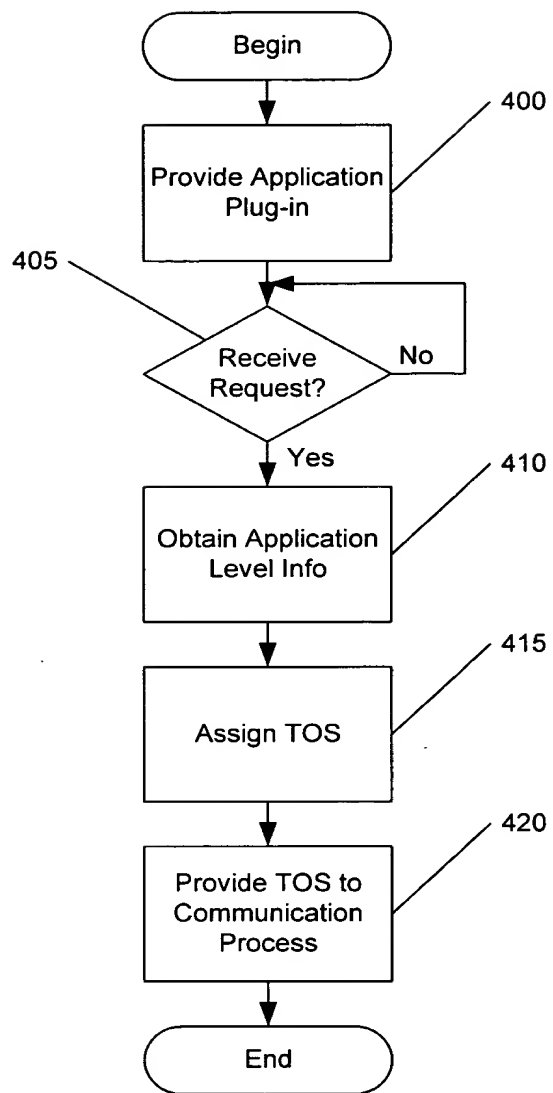 Begin
400
Provide Application
Plug-in
405
Receive
Request?
No
Yes
410
Obtain Application
Level Info
415
Assign TOS
420
Provide TOS to
Communication
Process
End